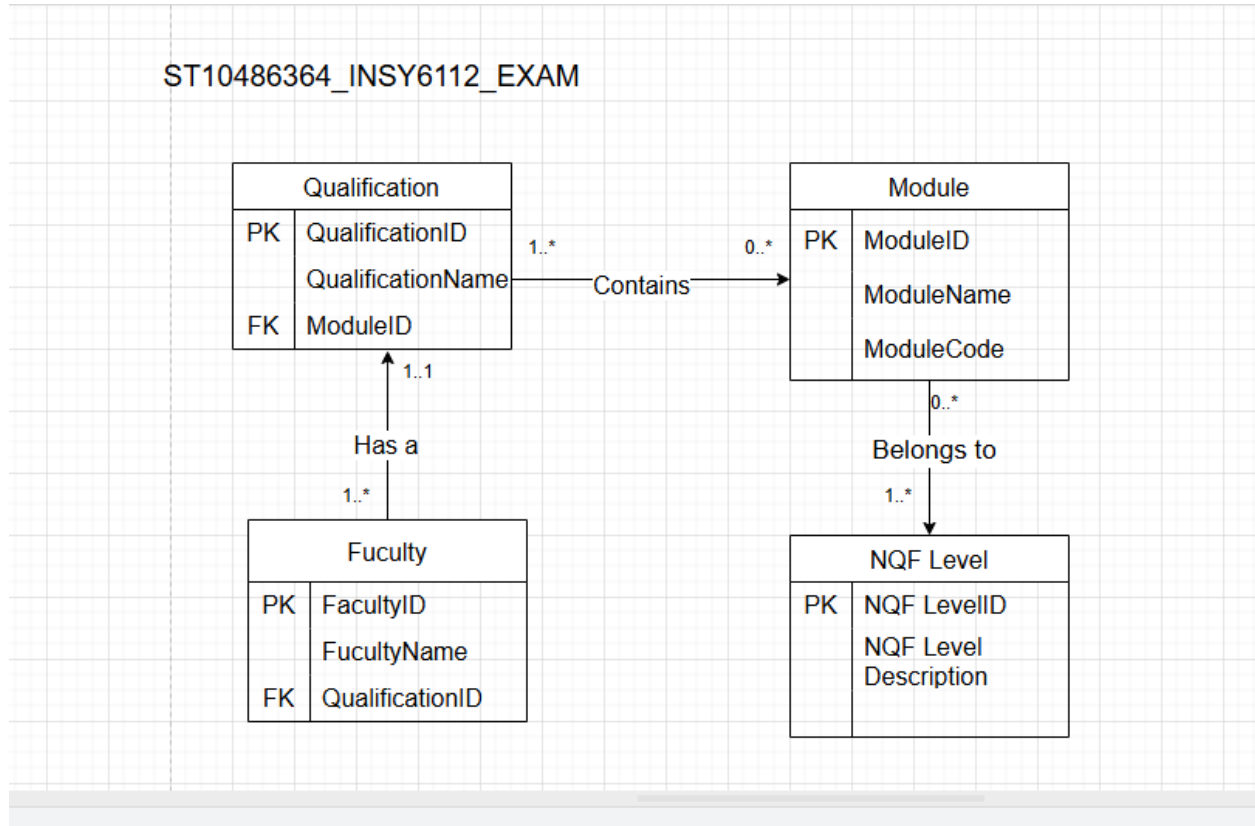 ST10486364_INSY6112_EXAM
Qualification
PK QualificationID
QualificationName
FK ModuleID
1..*
Contains
0..*
Module
PK ModuleID
ModuleName
ModuleCode
1..1
Has a
1..*
0..*
Belongs to
1..*
Fuculty
PK FacultyID
FucultyName
FK QualificationID
NQF Level
PK NQF LevelID
NQF Level
Description